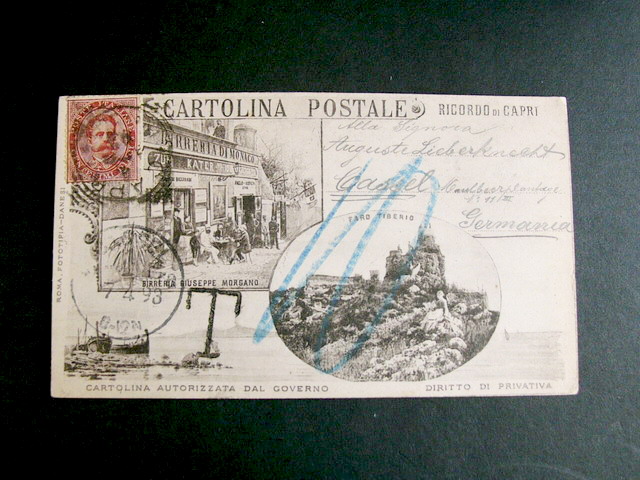 CARTOLINA POSTALE
RICORDO DI CAPRI
Alla Signora
Auguste Lieberknecht
Cassel
Germania
BIRRERIA DI MONACO
FARO TIBERIO
BIRRERIA GIUSEPPE MORGANO
ROMA, FOTOTIPIA-DANESI
CARTOLINA AUTORIZZATA DAL GOVERNO
DIRITTO DI PRIVATIVA
T